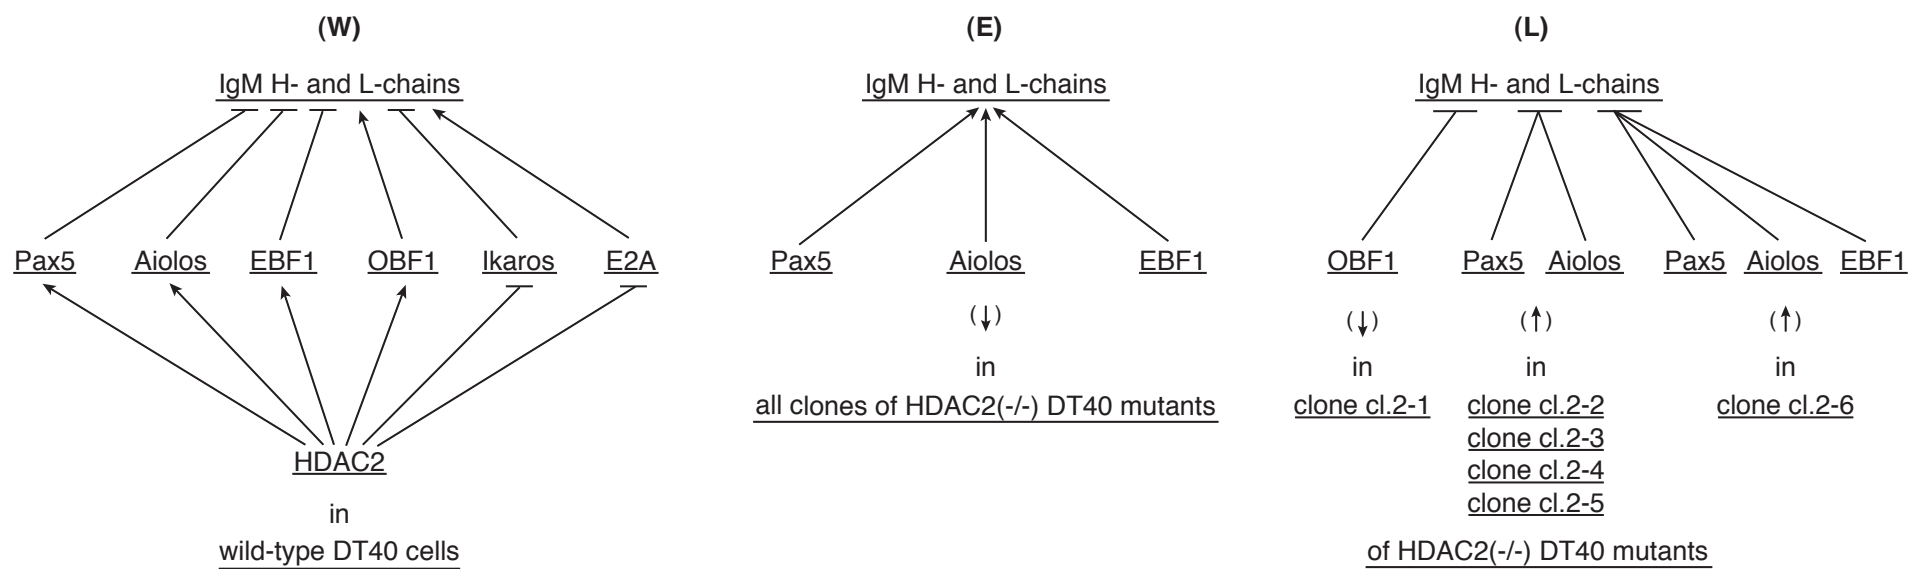 (W)
IgM H- and L-chains
Pax5 Aiolos EBF1 OBF1 Ikaros E2A
HDAC2
in
wild-type DT40 cells
(E)
IgM H- and L-chains
Pax5 Aiolos EBF1
(↓)
in
all clones of HDAC2(-/-) DT40 mutants
(L)
IgM H- and L-chains
OBF1 Pax5 Aiolos Pax5 Aiolos EBF1
(↓) (↑) (↑)
in in in
clone cl.2-1 clone cl.2-2 clone cl.2-6
clone cl.2-3
clone cl.2-4
clone cl.2-5
of HDAC2(-/-) DT40 mutants